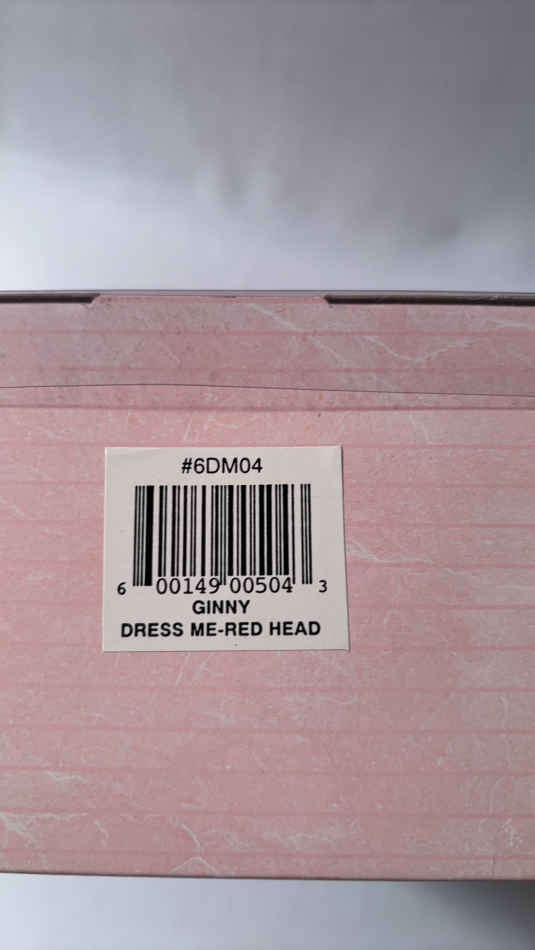 #6DM04
6 00149 00504 3
GINNY
DRESS ME-RED HEAD